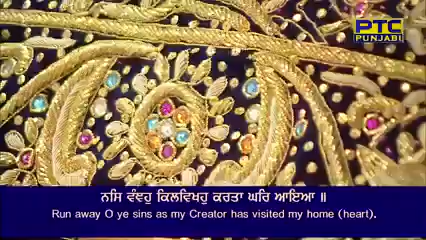 PTC
PUNJABI
ਨਸਿ ਵੰਞਹੁ ਕਿਲਵਿਖਹੁ ਕਰਤਾ ਘਰਿ ਆਇਆ ॥
Run away O ye sins as my Creator has visited my home (heart).